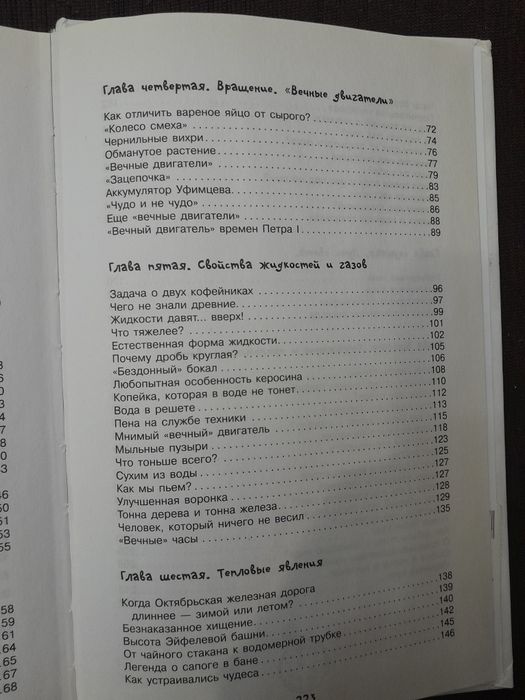 Глава четвертая. Вращение. «Вечные двигатели»
Как отличить вареное яйцо от сырого? 72
«Колесо смеха» 74
Чернильные вихри 76
Обманутое растение 77
«Вечные двигатели» 79
«Зацепочка» 83
Аккумулятор Уфимцева 85
«Чудо и не чудо» 86
Еще «вечные двигатели» 88
«Вечный двигатель» времен Петра I 89
Глава пятая. Свойства жидкостей и газов
Задача о двух кофейниках 96
Чего не знали древние 97
Жидкости давят... вверх! 99
Что тяжелее? 101
Естественная форма жидкости 102
Почему дробь круглая? 105
«Бездонный» бокал 106
Любопытная особенность керосина 108
Копейка, которая в воде не тонет 110
Вода в решете 112
Пена на службе техники 113
Мнимый «вечный» двигатель 115
Мыльные пузыри 118
Что тоньше всего? 123
Сухим из воды 125
Как мы пьем? 127
Улучшенная воронка 127
Тонна дерева и тонна железа 128
Человек, который ничего не весил 129
«Вечные» часы 135
Глава шестая. Тепловые явления
Когда Октябрьская железная дорога
длиннее — зимой или летом? 138
Безнаказанное хищение 139
Высота Эйфелевой башни 140
От чайного стакана к водомерной трубке 142
Легенда о сапоге в бане 145
Как устраивались чудеса 146